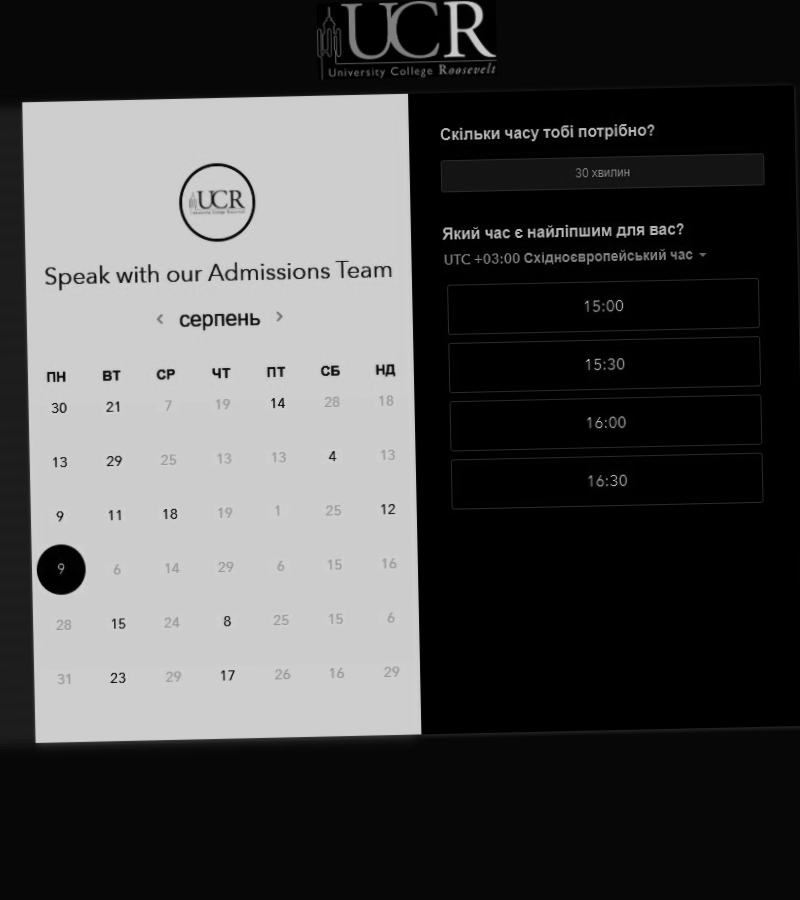 UCR
University College Roosevelt
UCR
University College Roosevelt
Speak with our Admissions Team
серпень
ПН ВТ СР ЧТ ПТ СБ НД
30 21 7 19 14 28 18
13 29 25 13 13 4 13
9 11 18 19 1 25 12
9 6 14 29 6 15 16
28 15 24 8 25 15 6
31 23 29 17 26 16 29
Скільки часу тобі потрібно?
30 хвилин
Який час є найліпшим для вас?
UTC +03:00 Східноєвропейський час
15:00
15:30
16:00
16:30